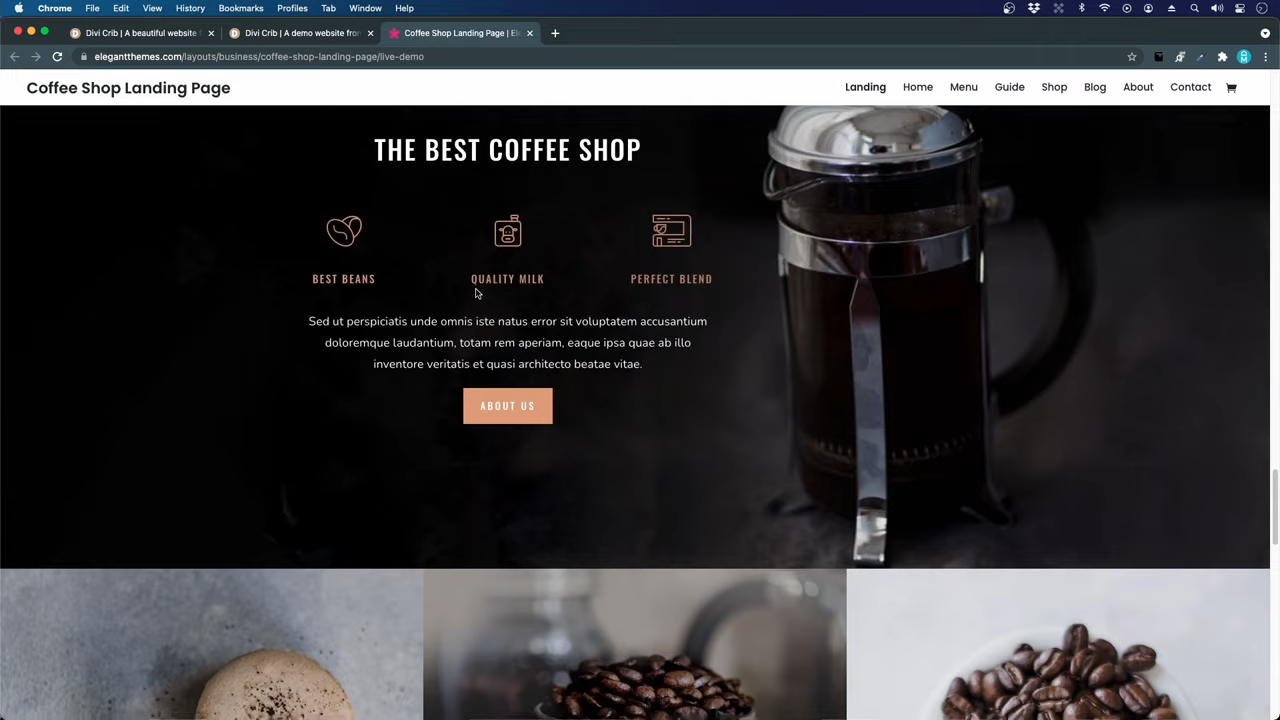 Chrome File Edit View History Bookmarks Profiles Tab Window Help
Divi Crib | A beautiful website Divi Crib | A demo website from Coffee Shop Landing Page | Ele
elegantthemes.com/layouts/business/coffee-shop-landing-page/live-demo
Coffee Shop Landing Page Landing Home Menu Guide Shop Blog About Contact
THE BEST COFFEE SHOP
BEST BEANS QUALITY MILK PERFECT BLEND
Sed ut perspiciatis unde omnis iste natus error sit voluptatem accusantium
doloremque laudantium, totam rem aperiam, eaque ipsa quae ab illo
inventore veritatis et quasi architecto beatae vitae.
ABOUT US